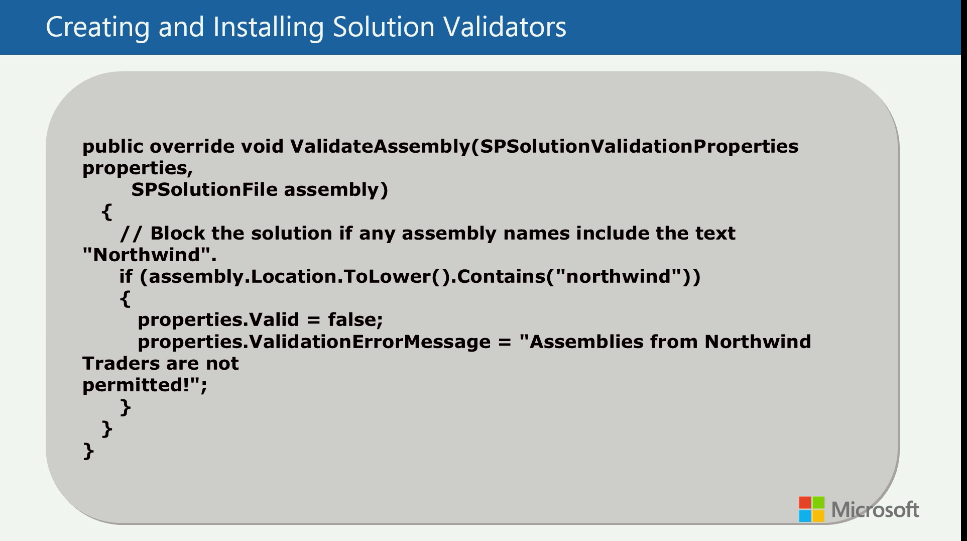 Creating and Installing Solution Validators
public override void ValidateAssembly(SPSolutionValidationProperties
properties,
SPSolutionFile assembly)
{
// Block the solution if any assembly names include the text
"Northwind".
if (assembly.Location.ToLower().Contains("northwind"))
{
properties.Valid = false;
properties.ValidationErrorMessage = "Assemblies from Northwind
Traders are not
permitted!";
}
}
}
Microsoft